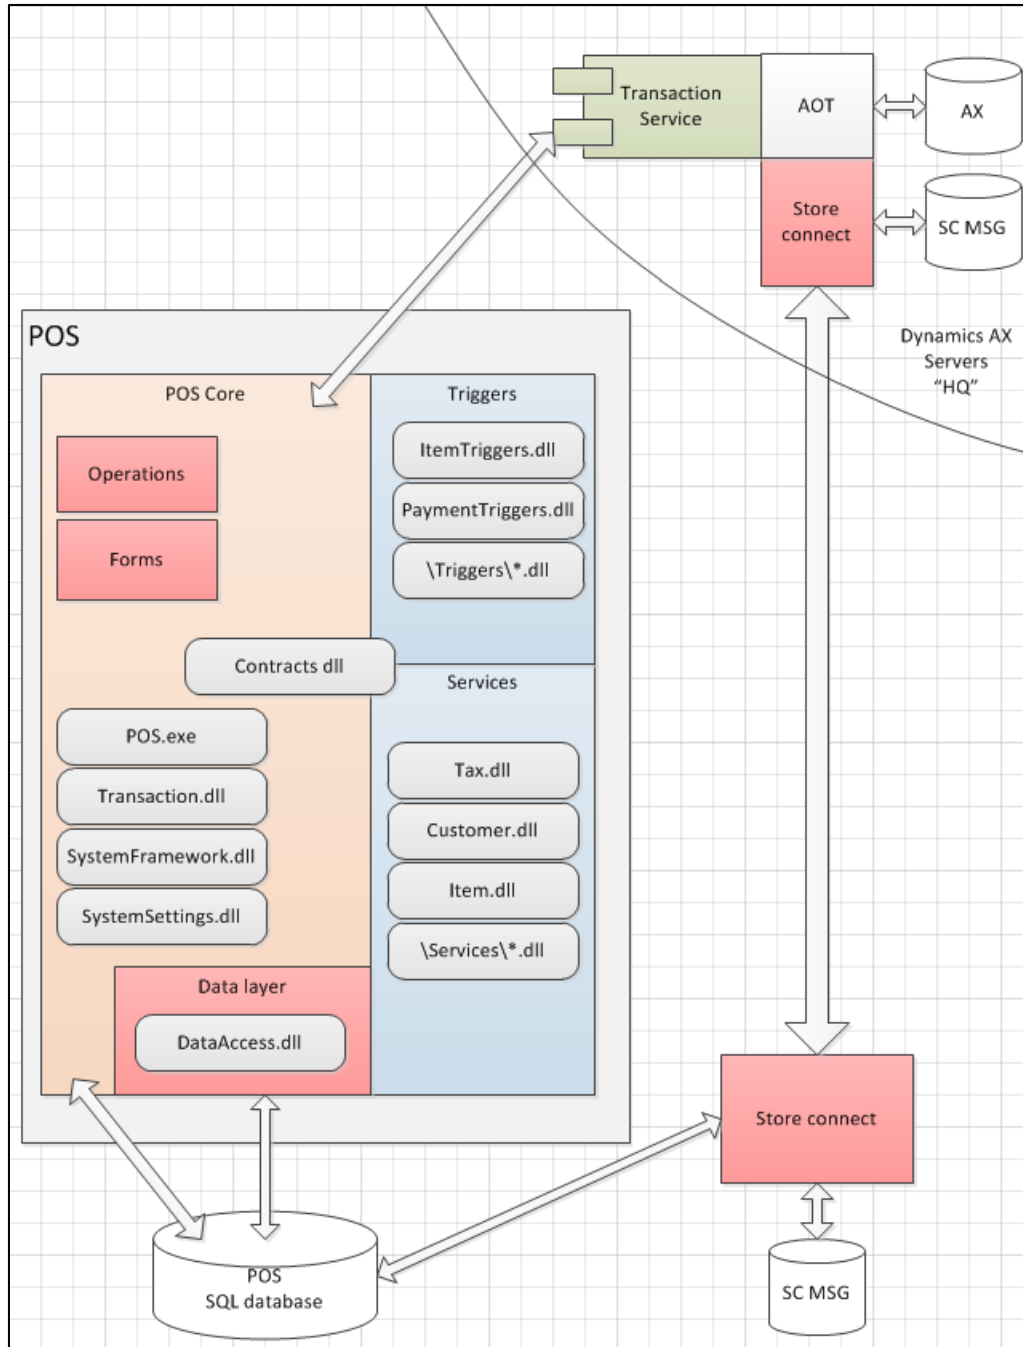 Transaction
Service
AOT
AX
Store
connect
SC MSG
Dynamics AX
Servers
“HQ”
POS
POS Core
Operations
Forms
Triggers
ItemTriggers.dll
PaymentTriggers.dll
\Triggers\*.dll
Contracts dll
POS.exe
Transaction.dll
SystemFramework.dll
SystemSettings.dll
Services
Tax.dll
Customer.dll
Item.dll
\Services\*.dll
Data layer
DataAccess.dll
Store connect
POS
SQL database
SC MSG